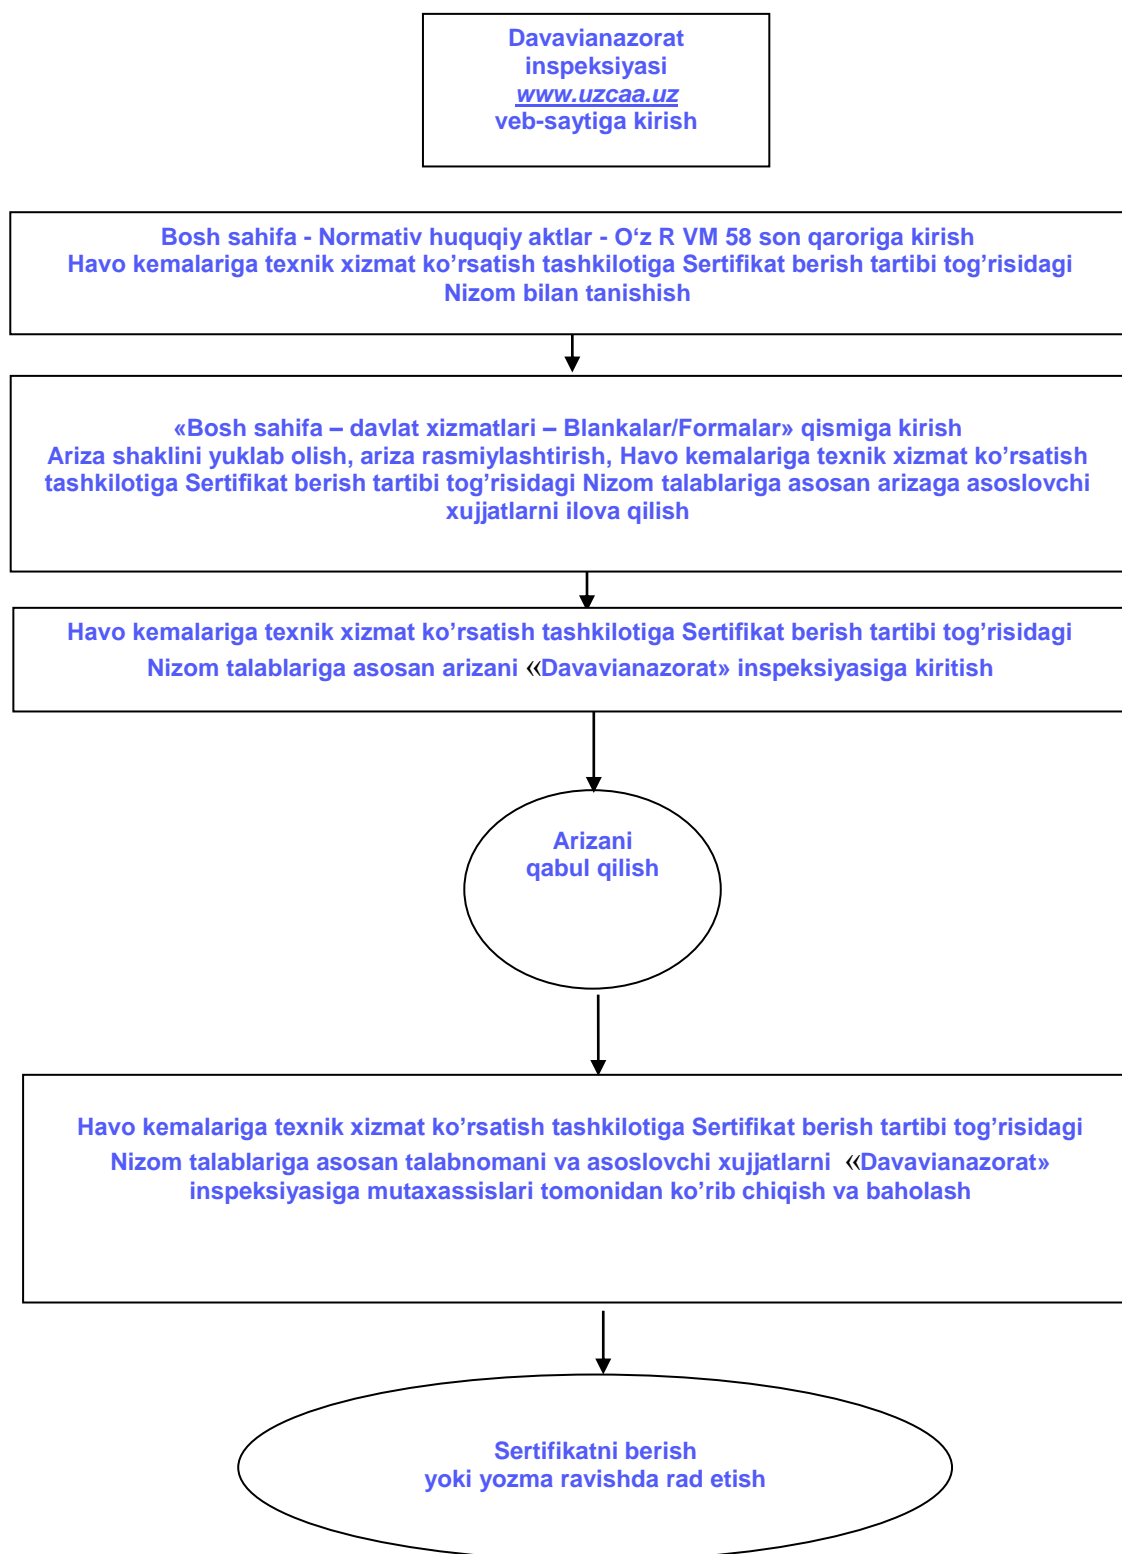 Davavianazorat
inspeksiyasi
www.uzcaa.uz
veb-saytiga kirish
Bosh sahifa - Normativ huquqiy aktlar - O‘z R VM 58 son qaroriga kirish
Havo kemalariga texnik xizmat ko’rsatish tashkilotiga Sertifikat berish tartibi tog’risidagi
Nizom bilan tanishish
«Bosh sahifa – davlat xizmatlari – Blankalar/Formalar» qismiga kirish
Ariza shaklini yuklab olish, ariza rasmiylashtirish, Havo kemalariga texnik xizmat ko’rsatish
tashkilotiga Sertifikat berish tartibi tog’risidagi Nizom talablariga asosan arizaga asoslovchi
xujjatlarni ilova qilish
Havo kemalariga texnik xizmat ko’rsatish tashkilotiga Sertifikat berish tartibi tog’risidagi
Nizom talablariga asosan arizani «Davavianazorat» inspeksiyasiga kiritish
Arizani
qabul qilish
Havo kemalariga texnik xizmat ko’rsatish tashkilotiga Sertifikat berish tartibi tog’risidagi
Nizom talablariga asosan talabnomani va asoslovchi xujjatlarni «Davavianazorat»
inspeksiyasiga mutaxassislari tomonidan ko’rib chiqish va baholash
Sertifikatni berish
yoki yozma ravishda rad etish